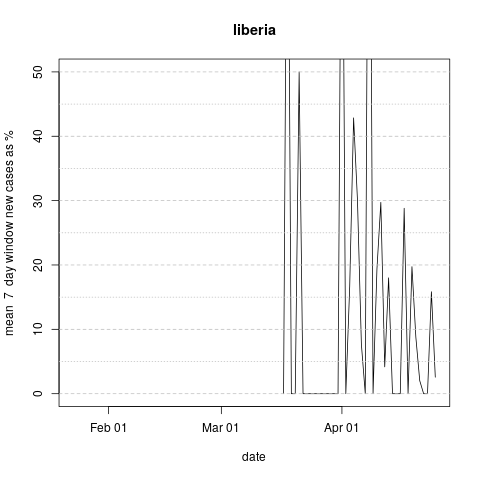 liberia
mean 7 day window new cases as %
50
40
30
20
10
0
Feb 01
Mar 01
Apr 01
date